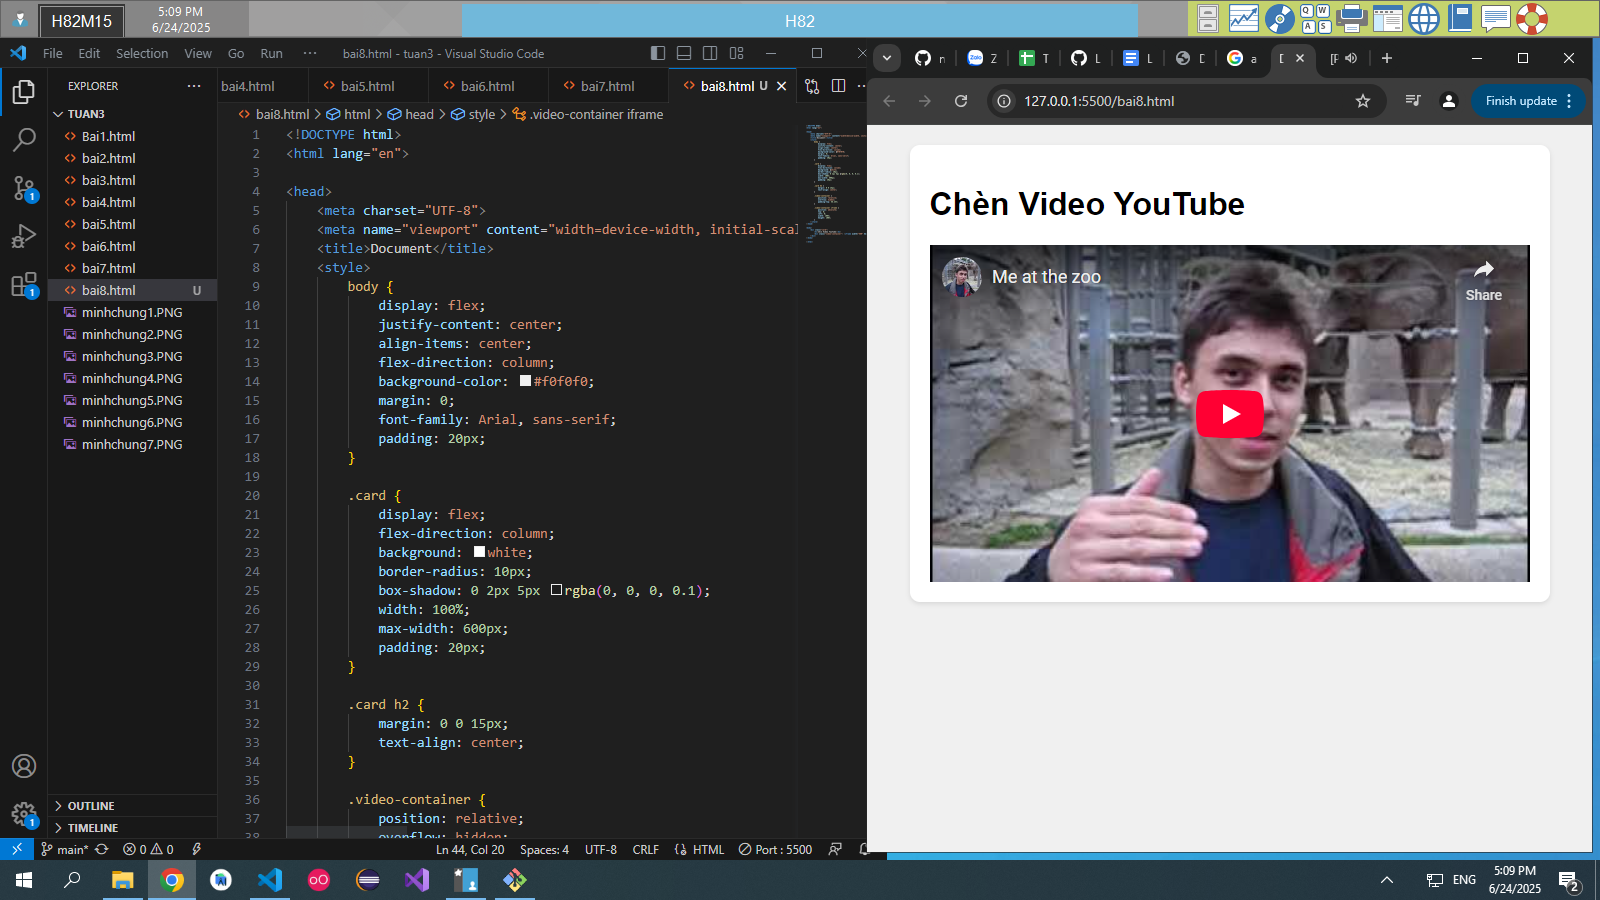 H82M15
5:09 PM
6/24/2025
H82
Q W
A S
File Edit Selection View Go Run ···
bai8.html - tuan3 - Visual Studio Code
EXPLORER ···
TUAN3
Bai1.html
bai2.html
bai3.html
bai4.html
bai5.html
bai6.html
bai7.html
bai8.html U
minhchung1.PNG
minhchung2.PNG
minhchung3.PNG
minhchung4.PNG
minhchung5.PNG
minhchung6.PNG
minhchung7.PNG
OUTLINE
TIMELINE
1
1
1
bai4.html bai5.html bai6.html bai7.html bai8.html U
bai8.html > html > head > style > .video-container iframe
1 <!DOCTYPE html>
2 <html lang="en">
3
4 <head>
5 <meta charset="UTF-8">
6 <meta name="viewport" content="width=device-width, initial-scal
7 <title>Document</title>
8 <style>
9 body {
10 display: flex;
11 justify-content: center;
12 align-items: center;
13 flex-direction: column;
14 background-color: #f0f0f0;
15 margin: 0;
16 font-family: Arial, sans-serif;
17 padding: 20px;
18 }
19
20 .card {
21 display: flex;
22 flex-direction: column;
23 background: white;
24 border-radius: 10px;
25 box-shadow: 0 2px 5px rgba(0, 0, 0, 0.1);
26 width: 100%;
27 max-width: 600px;
28 padding: 20px;
29 }
30
31 .card h2 {
32 margin: 0 0 15px;
33 text-align: center;
34 }
35
36 .video-container {
37 position: relative;
38 overflow: hidden;
main* 0 0 Ln 44, Col 20 Spaces: 4 UTF-8 CRLF HTML Port : 5500
n Z T L L D a D [F
127.0.0.1:5500/bai8.html
Finish update
Chèn Video YouTube
Me at the zoo
Share
ENG
5:09 PM
6/24/2025
2